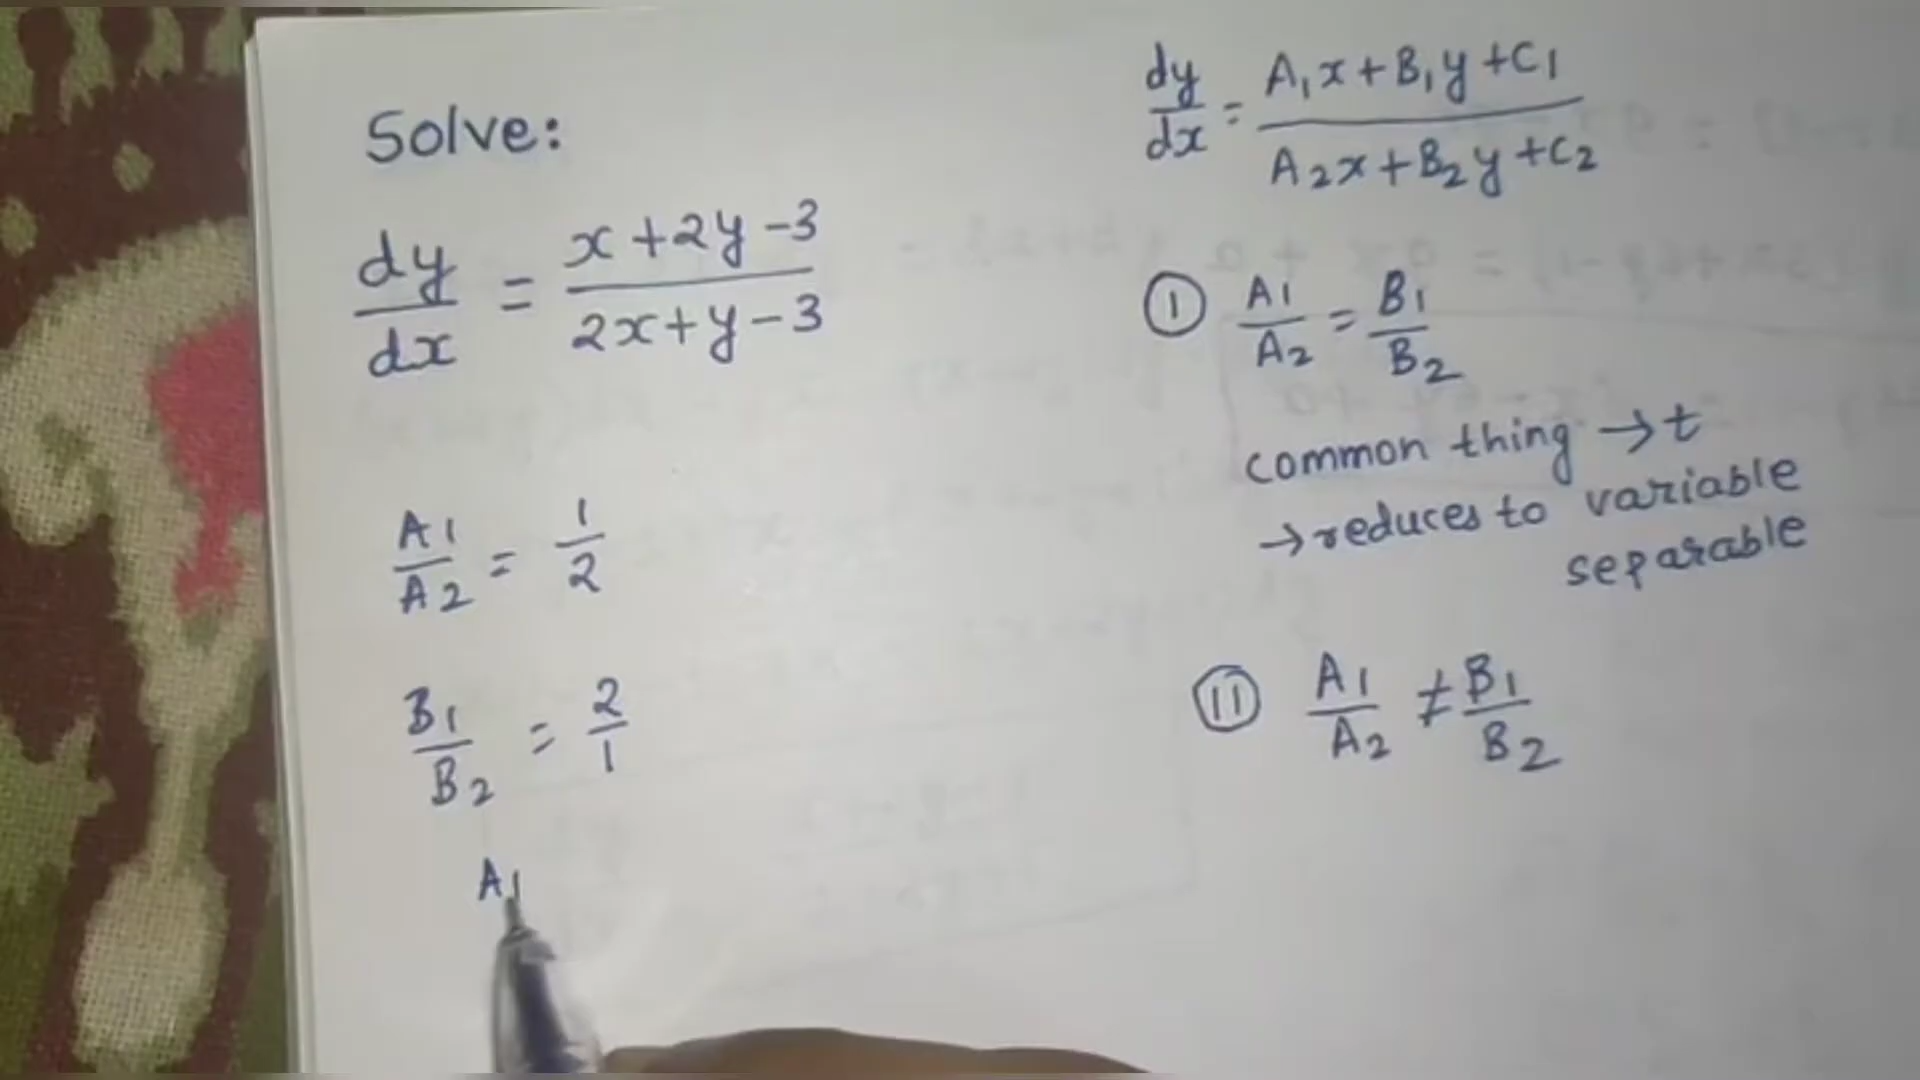 Solve:
dy/dx = (x+2y-3)/(2x+y-3)
A1/A2 = 1/2
B1/B2 = 2/1
A1
dy/dx = (A1x+B1y+C1)/(A2x+B2y+C2)
① A1/A2 = B1/B2
common thing → t
→ reduces to variable
separable
⑪ A1/A2 ≠ B1/B2